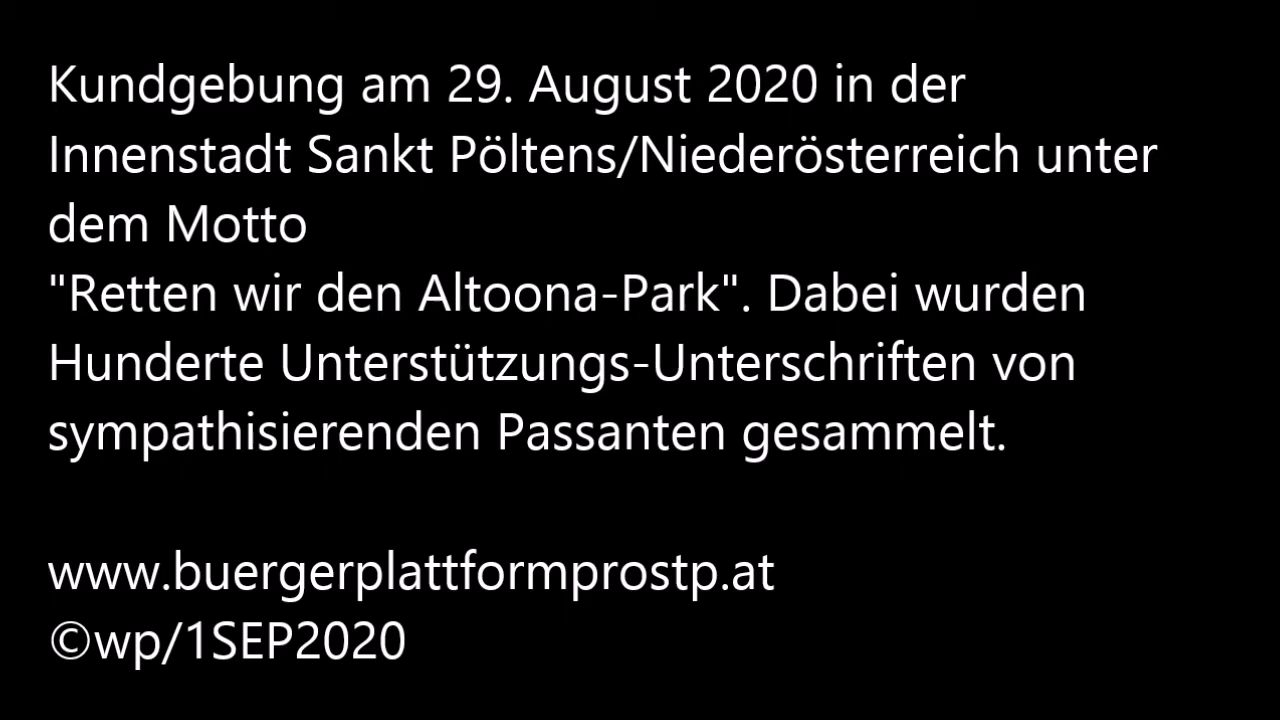 Kundgebung am 29. August 2020 in der
Innenstadt Sankt Pöltens/Niederösterreich unter
dem Motto
"Retten wir den Altoona-Park". Dabei wurden
Hunderte Unterstützungs-Unterschriften von
sympathisierenden Passanten gesammelt.
www.buergerplattformprostp.at
©wp/1SEP2020